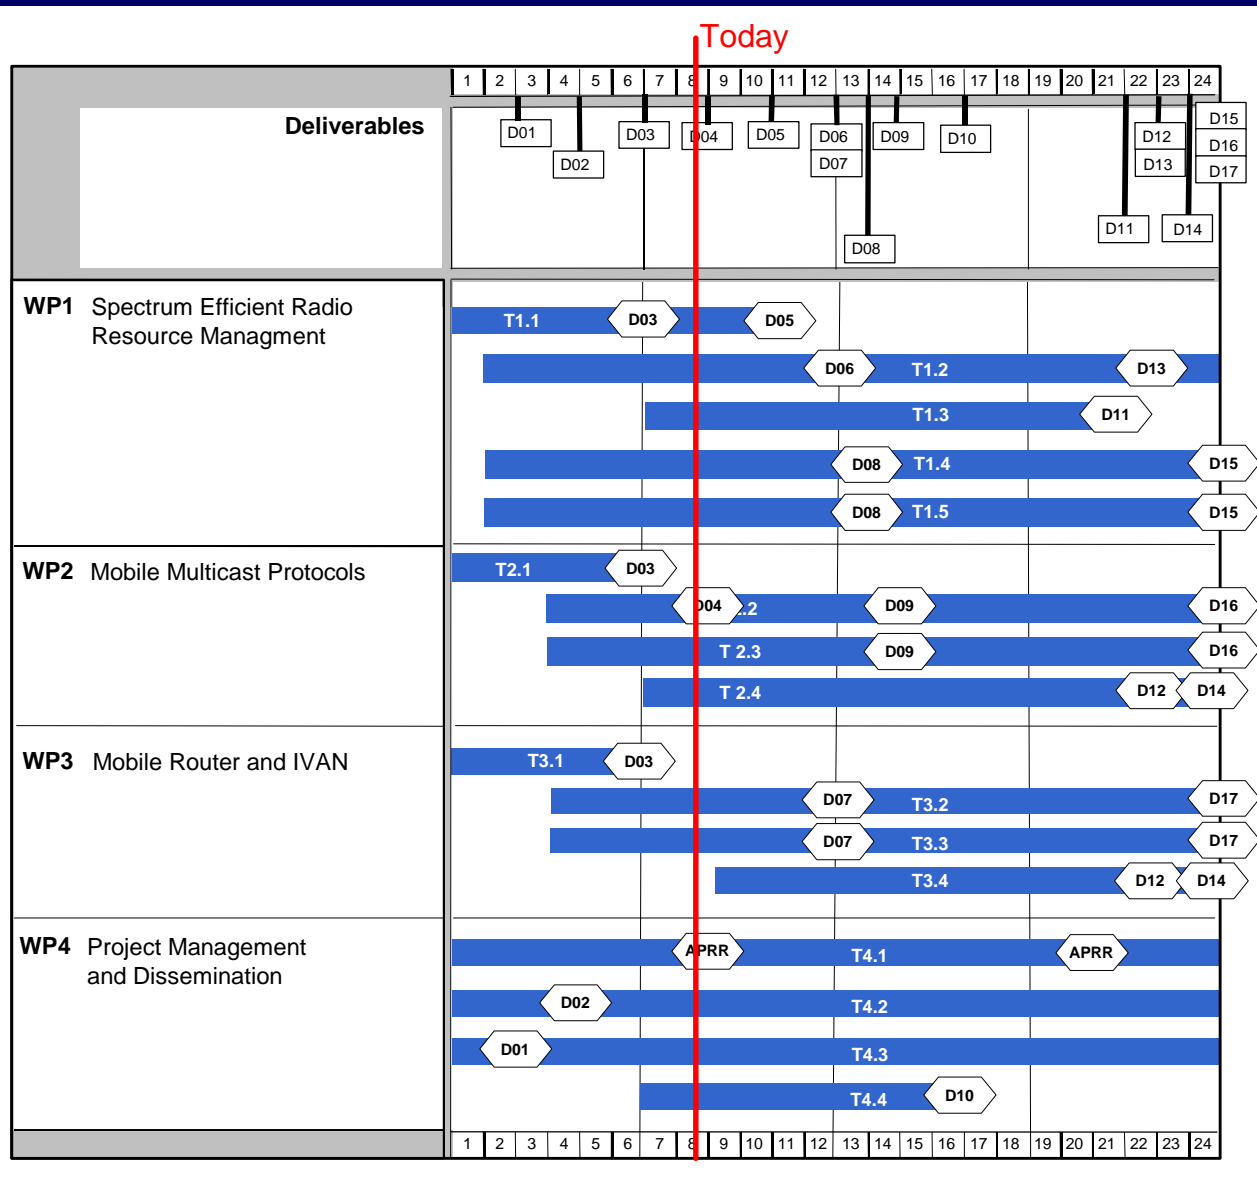 Today
1 2 3 4 5 6 7 8 9 10 11 12 13 14 15 16 17 18 19 20 21 22 23 24
Deliverables
D01 D03 D04 D05 D06 D09 D10 D12 D15
D02 D07 D13 D16
D17
D08 D11 D14
WP1 Spectrum Efficient Radio
Resource Managment
T1.1 D03 D05
D06 T1.2 D13
T1.3 D11
D08 T1.4 D15
D08 T1.5 D15
WP2 Mobile Multicast Protocols
T2.1 D03
D04 .2 D09 D16
T 2.3 D09 D16
T 2.4 D12 D14
WP3 Mobile Router and IVAN
T3.1 D03
D07 T3.2 D17
D07 T3.3 D17
T3.4 D12 D14
WP4 Project Management
and Dissemination
APRR T4.1 APRR
D02 T4.2
D01 T4.3
T4.4 D10
1 2 3 4 5 6 7 8 9 10 11 12 13 14 15 16 17 18 19 20 21 22 23 24